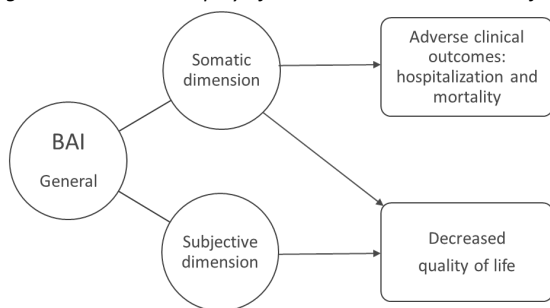 BAI
General
Somatic
dimension
Subjective
dimension
Adverse clinical
outcomes:
hospitalization and
mortality
Decreased
quality of life